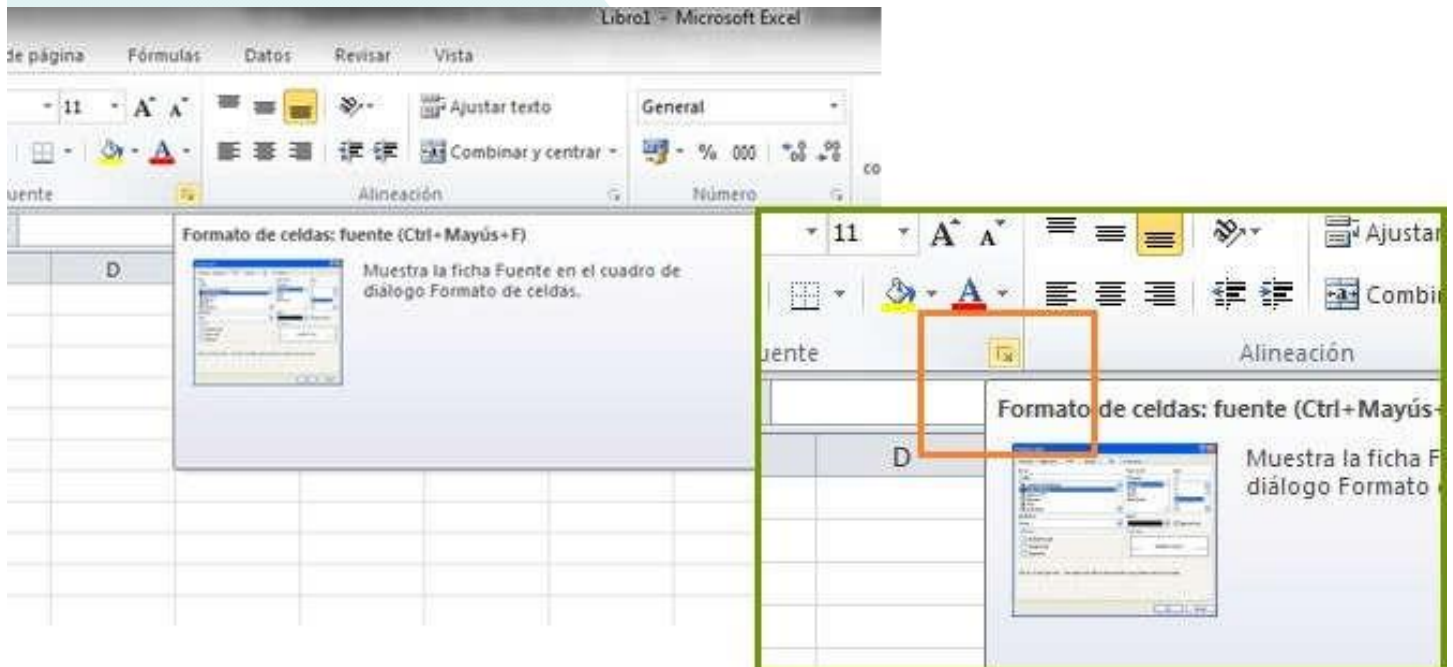 Libro1 - Microsoft Excel
de página Fórmulas Datos Revisar Vista
11 A A Ajustar texto General
A Combinar y centrar % 000
uente Alineación Número
co
Formato de celdas: fuente (Ctrl+Mayús+F)
Muestra la ficha Fuente en el cuadro de
diálogo Formato de celdas.
D
11 A A Ajustar
A Combi
uente Alineación
Formato de celdas: fuente (Ctrl+Mayús+
Muestra la ficha F
diálogo Formato
D